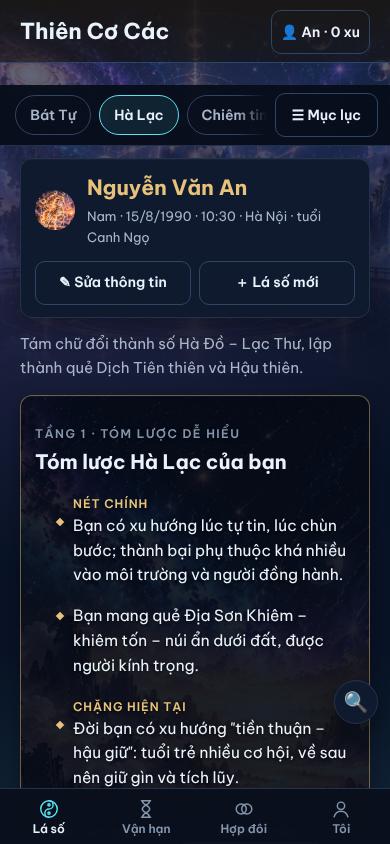 Thiên Cơ Các
👤 An · 0 xu
Bát Tự
Hà Lạc
Chiêm tin
☰ Mục lục
Nguyễn Văn An
Nam · 15/8/1990 · 10:30 · Hà Nội · tuổi
Canh Ngọ
✎ Sửa thông tin
+ Lá số mới
Tám chữ đổi thành số Hà Đồ – Lạc Thư, lập
thành quẻ Dịch Tiên thiên và Hậu thiên.
TẦNG 1 · TÓM LƯỢC DỄ HIỂU
Tóm lược Hà Lạc của bạn
NÉT CHÍNH
Bạn có xu hướng lúc tự tin, lúc chùn
bước; thành bại phụ thuộc khá nhiều
vào môi trường và người đồng hành.
Bạn mang quẻ Địa Sơn Khiêm –
khiêm tốn – núi ẩn dưới đất, được
người kính trọng.
CHẶNG HIỆN TẠI
Đời bạn có xu hướng "tiền thuận –
hậu giữ": tuổi trẻ nhiều cơ hội, về sau
nên giữ gìn và tích lũy.
Lá số
Vận hạn
Hợp đôi
Tôi